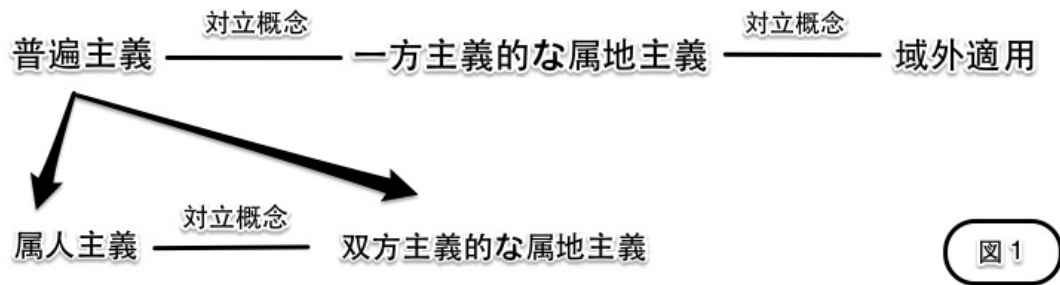 対立概念 対立概念
普遍主義 一方主義的な属地主義 域外適用
対立概念
属人主義 双方主義的な属地主義
図1